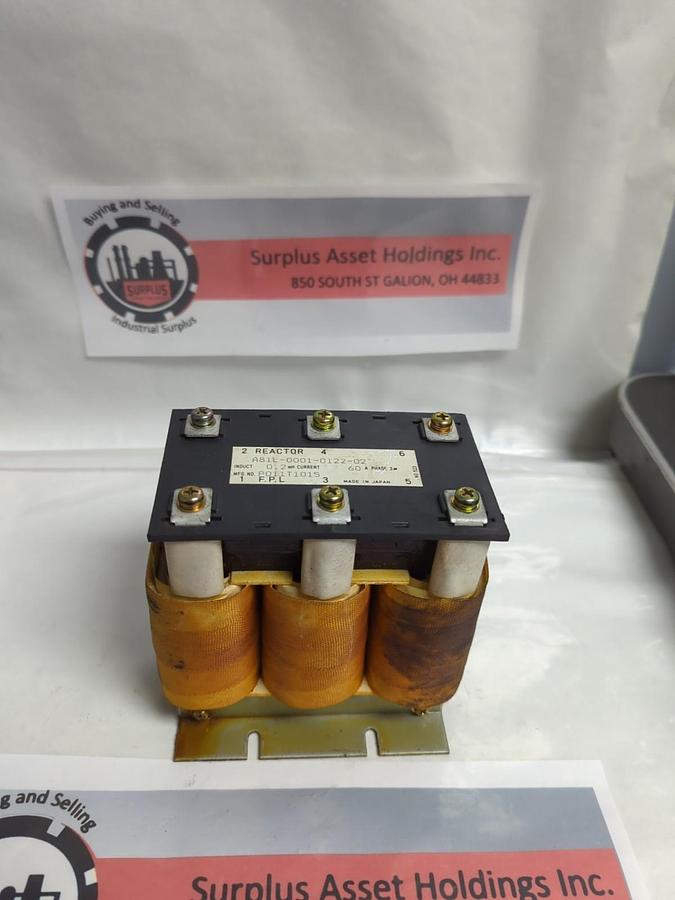 Buying and Selling
SURPLUS
Industrial Surplus
Surplus Asset Holdings Inc.
850 SOUTH ST GALION, OH 44833
2 REACTOR 4 6
A81L-0001-0122-02
INDUCT. 0.2 mH CURRENT 60 A PHASE 3
MFG.NO. P011T1015
1 F.P.L 3 MADE IN JAPAN 5
g and Selling
Surplus Asset Holdings Inc.